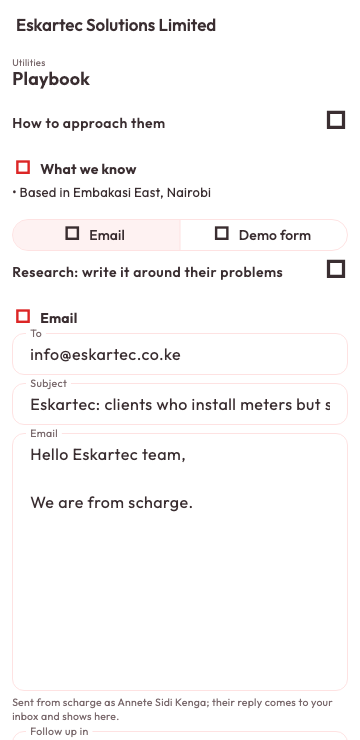 Eskartec Solutions Limited
Utilities
Playbook
How to approach them
What we know
• Based in Embakasi East, Nairobi
Email
Demo form
Research: write it around their problems
Email
To
info@eskartec.co.ke
Subject
Eskartec: clients who install meters but s
Email
Hello Eskartec team,
We are from scharge.
Sent from scharge as Annete Sidi Kenga; their reply comes to your
inbox and shows here.
Follow up in